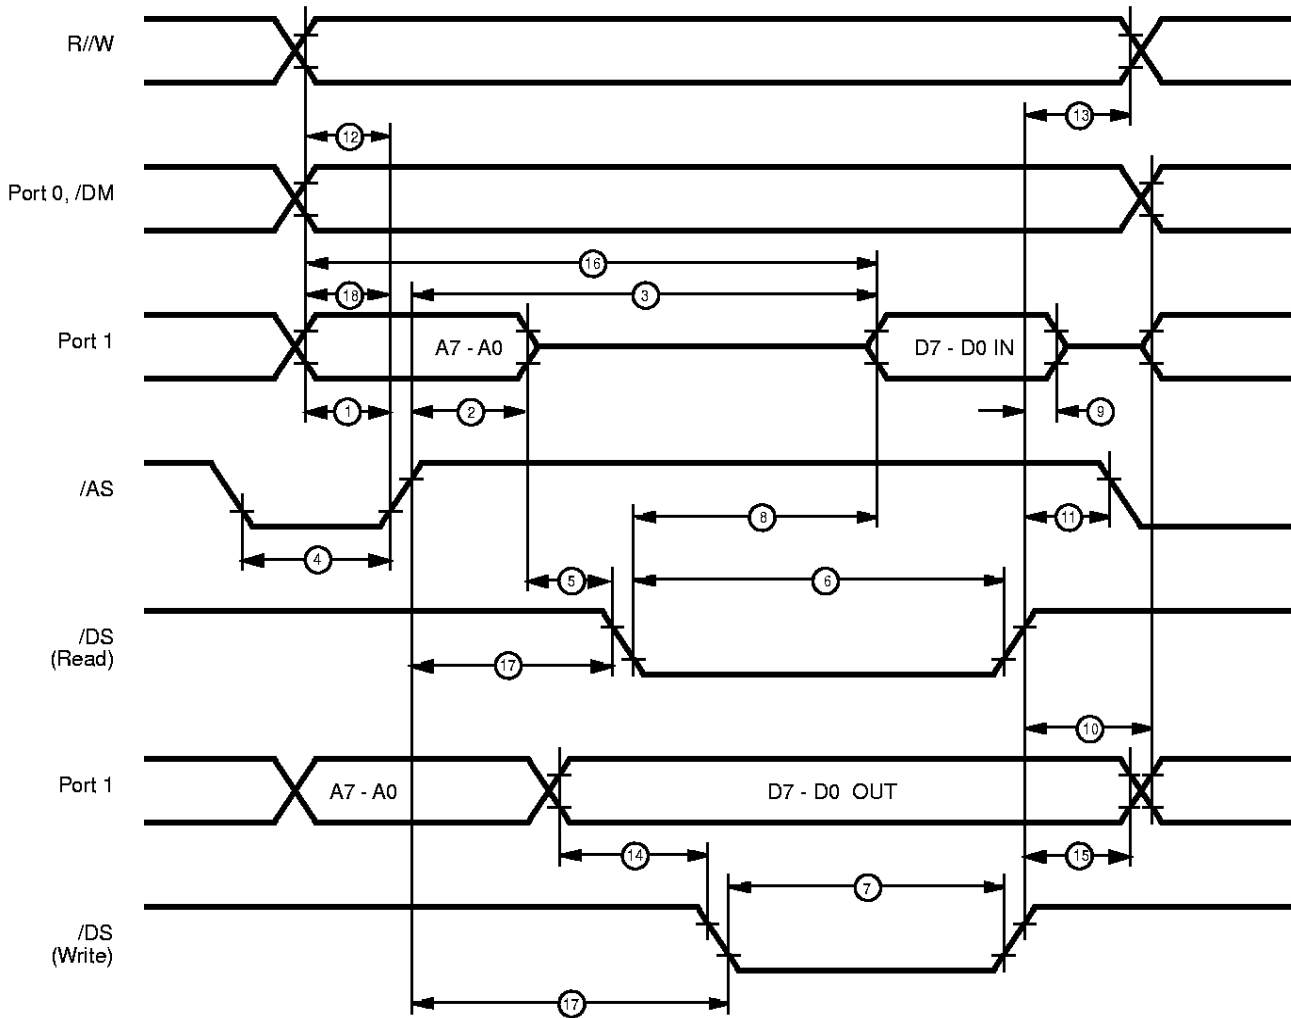 R//W
13
12
Port 0, /DM
16
18
3
Port 1
A7 - A0
D7 - D0 IN
1
2
9
/AS
8
11
4
5
6
/DS
(Read)
17
10
Port 1
A7 - A0
D7 - D0 OUT
14
15
7
/DS
(Write)
17